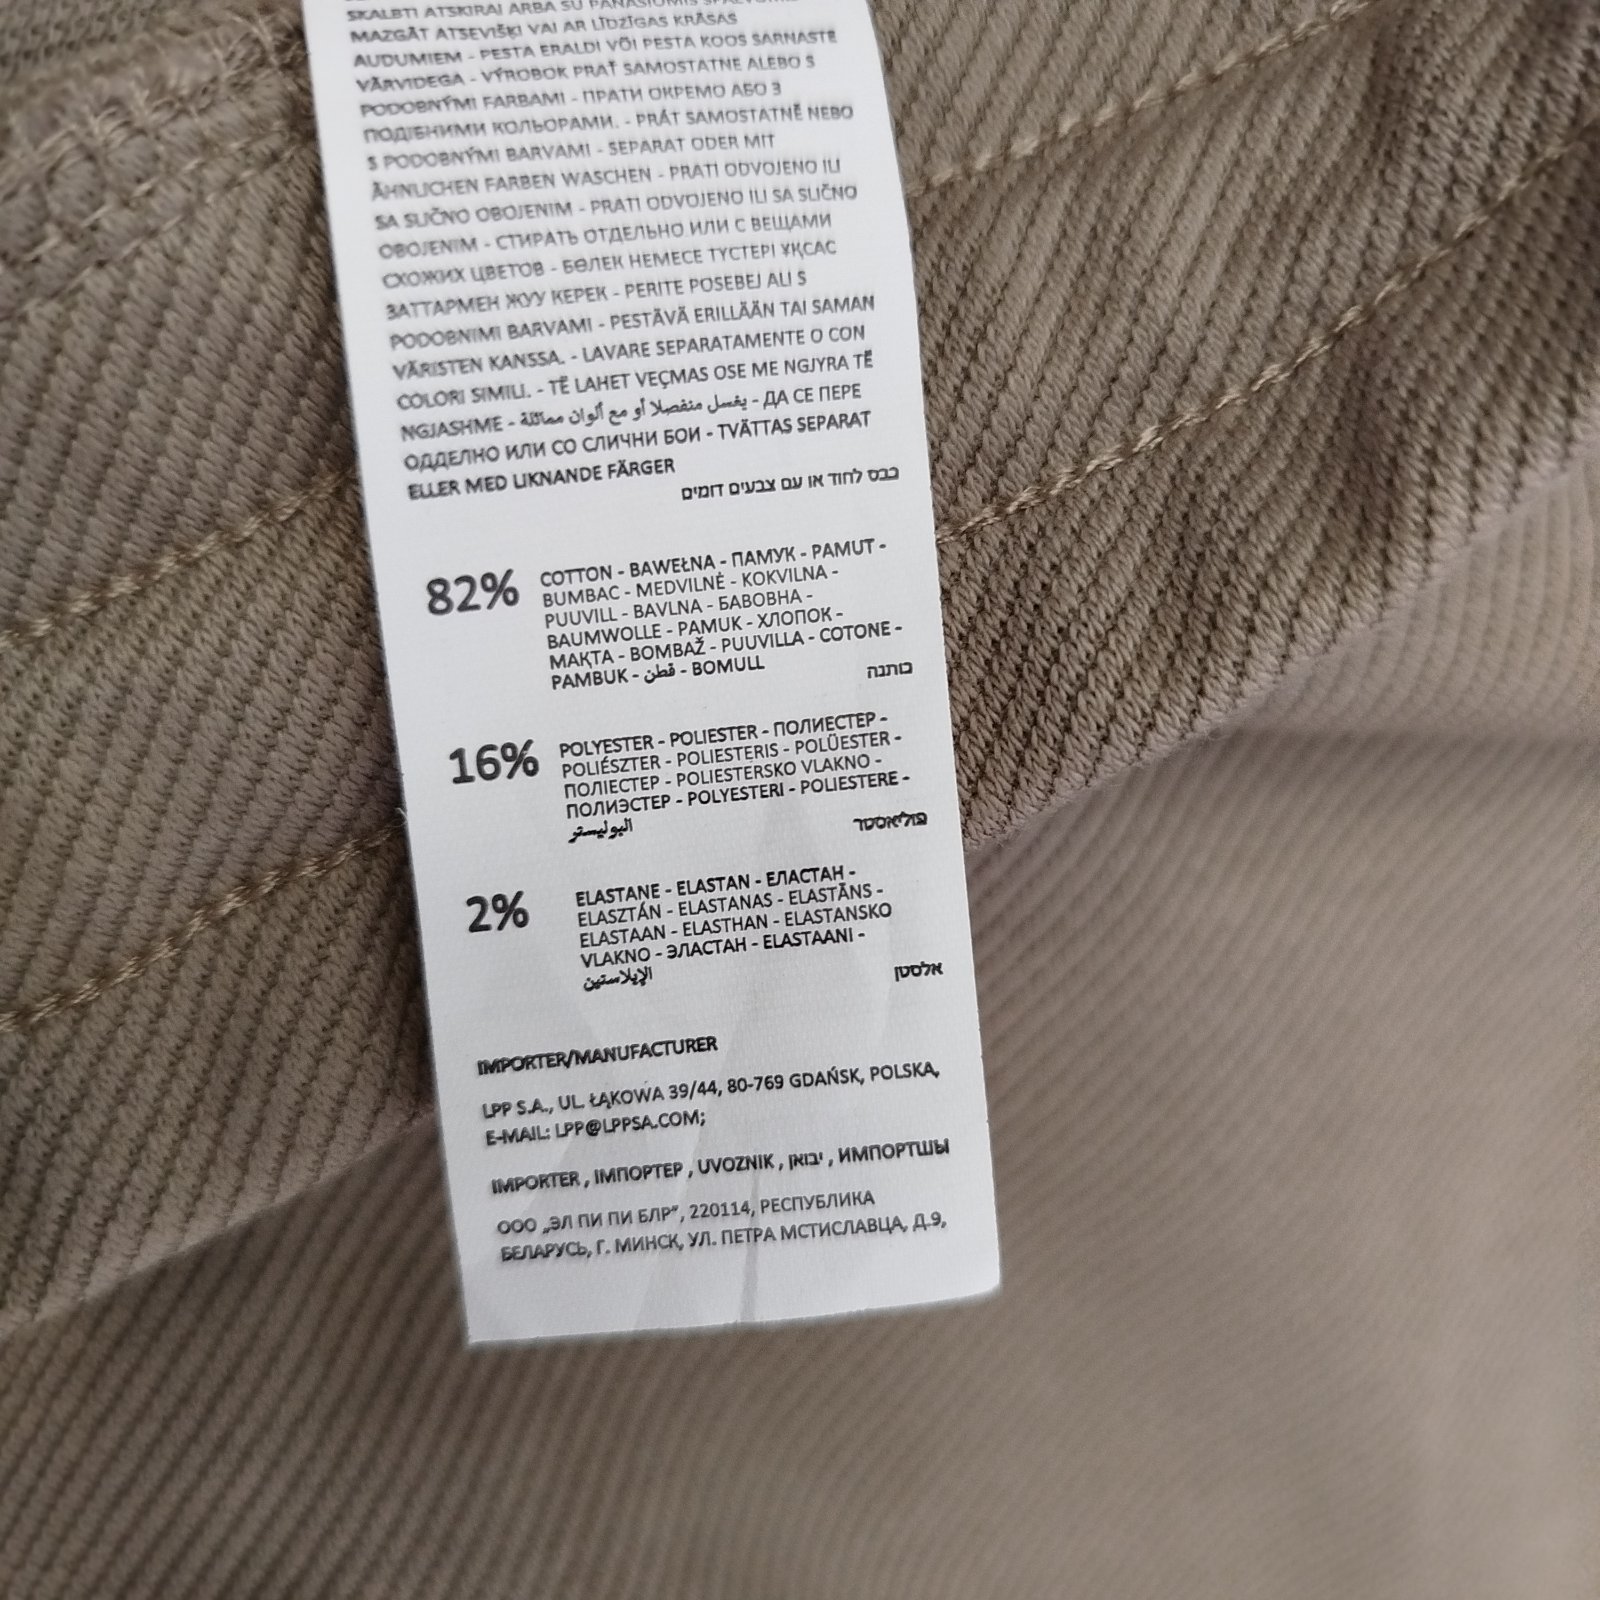 SKALBTI ATSKIRAI ARBA SU PANAŠIOMIS
MAZGĀT ATSEVIŠĶI VAI AR LĪDZĪGAS KRĀSAS
AUDUMIEM - PESTA ERALDI VÕI PESTA KOOS SARNASTE
VÄRVIDEGA - VÝROBOK PRAŤ SAMOSTATNE ALEBO S
PODOBNÝMI FARBAMI - ПРАТИ ОКРЕМО АБО З
ПОДІБНИМИ КОЛЬОРАМИ. - PRÁT SAMOSTATNĚ NEBO
S PODOBNÝMI BARVAMI - SEPARAT ODER MIT
ÄHNLICHEN FARBEN WASCHEN - PRATI ODVOJENO ILI
SA SLIČNO OBOJENIM - PRATI ODVOJENO ILI SA SLIČNO
OBOJENIM - СТИРАТЬ ОТДЕЛЬНО ИЛИ С ВЕЩАМИ
СХОЖИХ ЦВЕТОВ - БӨЛЕК НЕМЕСЕ ТҮСТЕРІ ҰҚСАС
ЗАТТАРМЕН ЖУУ КЕРЕК - PERITE POSEBEJ ALI S
PODOBNIMI BARVAMI - PESTÄVÄ ERILLÄÄN TAI SAMAN
VÄRISTEN KANSSA. - LAVARE SEPARATAMENTE O CON
COLORI SIMILI. - TË LAHET VEÇMAS OSE ME NGJYRA TË
NGJASHME - يغسل منفصلا أو مع ألوان مماثلة - ДА СЕ ПЕРЕ
ОДДЕЛНО ИЛИ СО СЛИЧНИ БОИ - TVÄTTAS SEPARAT
ELLER MED LIKNANDE FÄRGER
כבס לחוד או עם צבעים דומים
82% COTTON - BAWEŁNA - ПАМУК - PAMUT -
BUMBAC - MEDVILNĖ - KOKVILNA -
PUUVILL - BAVLNA - БАВОВНА -
BAUMWOLLE - PAMUK - ХЛОПОК -
МАҚТА - BOMBAŽ - PUUVILLA - COTONE -
PAMBUK - قطن - BOMULL
כותנה
16% POLYESTER - POLIESTER - ПОЛИЕСТЕР -
POLIÉSZTER - POLIESTERIS - POLÜESTER -
ПОЛІЕСТЕР - POLIESTERSKO VLAKNO -
ПОЛИЭСТЕР - POLYESTERI - POLIESTERE -
البوليستر פוליאסטר
2% ELASTANE - ELASTAN - ЕЛАСТАН -
ELASZTÁN - ELASTANAS - ELASTĀNS -
ELASTAAN - ELASTHAN - ELASTANSKO
VLAKNO - ЭЛАСТАН - ELASTAANI -
الإيلاستين אלסטן
IMPORTER/MANUFACTURER
LPP S.A., UL. ŁĄKOWA 39/44, 80-769 GDAŃSK, POLSKA,
E-MAIL: LPP@LPPSA.COM;
IMPORTER , ІМПОРТЕР , UVOZNIK , יבואן , ИМПОРТШЫ
ООО „ЭЛ ПИ ПИ БЛР”, 220114, РЕСПУБЛИКА
БЕЛАРУСЬ, Г. МИНСК, УЛ. ПЕТРА МСТИСЛАВЦА, Д.9,